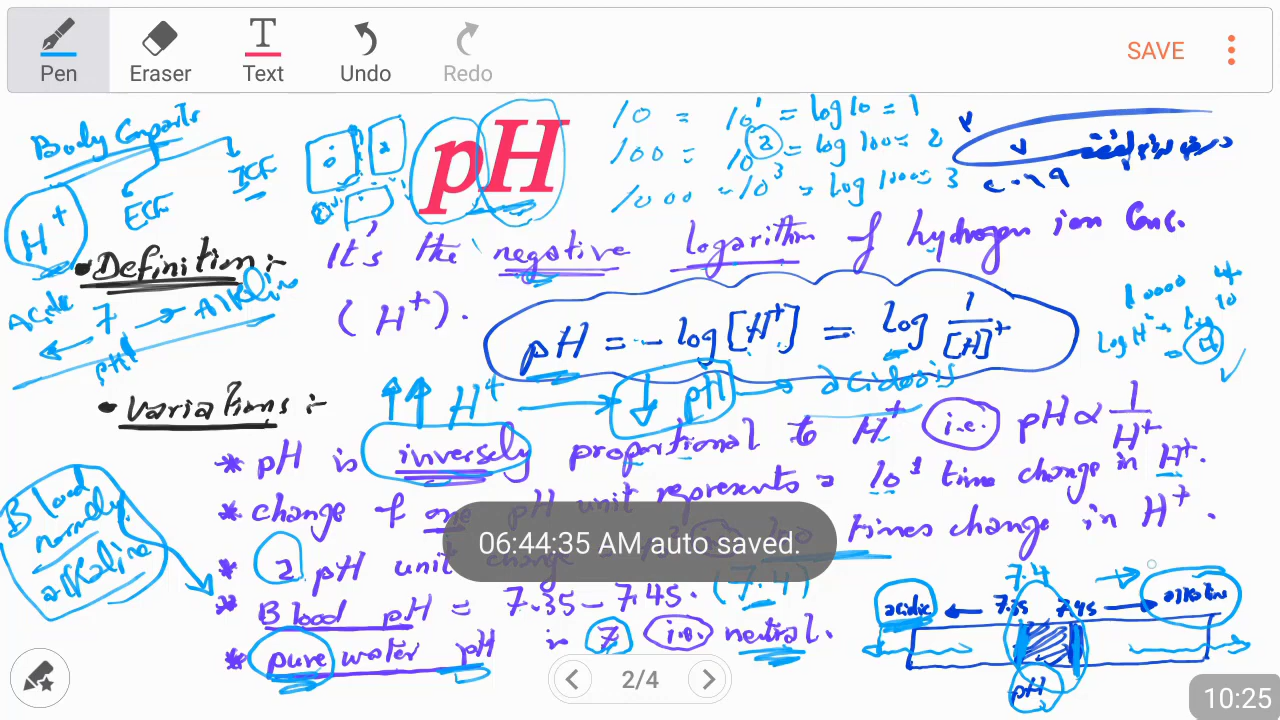 Pen Eraser Text Undo Redo SAVE
Body
ICF
ECF
H⁺
pH
10 = 10¹ = log 10 = 1
100 = 10² = log 100 = 2
1000 = 10³ = log 1000 = 3
• Definition :-
It's the negative logarithm of hydrogen ion Conc.
(H⁺).
7
pH
pH = - log [H⁺] = log 1/[H]⁺
10000
4
10
• Variations :-
↑↑ H⁺ → ↓ pH → acidosis
* pH is inversely proportional to H⁺ i.e. pH ∝ 1/H⁺
* change of one pH unit represents a 10¹ time change in H⁺.
* 2 pH unit times change in H⁺.
* Blood pH = 7.35 - 7.45. (7.4)
* pure water pH is 7 i.e. neutral.
Blood
normally
alkaline
06:44:35 AM auto saved.
7.4
acidic ← 7.35 7.45 → alkaline
pH
2/4
10:25